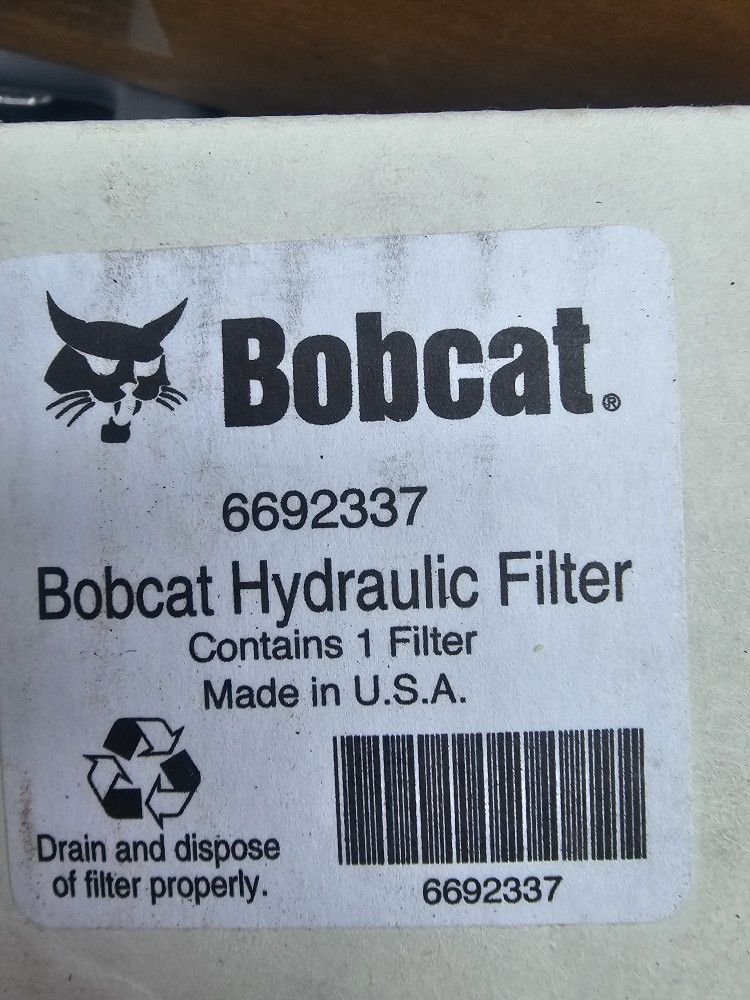 Bobcat®
6692337
Bobcat Hydraulic Filter
Contains 1 Filter
Made in U.S.A.
Drain and dispose
of filter properly.
6692337